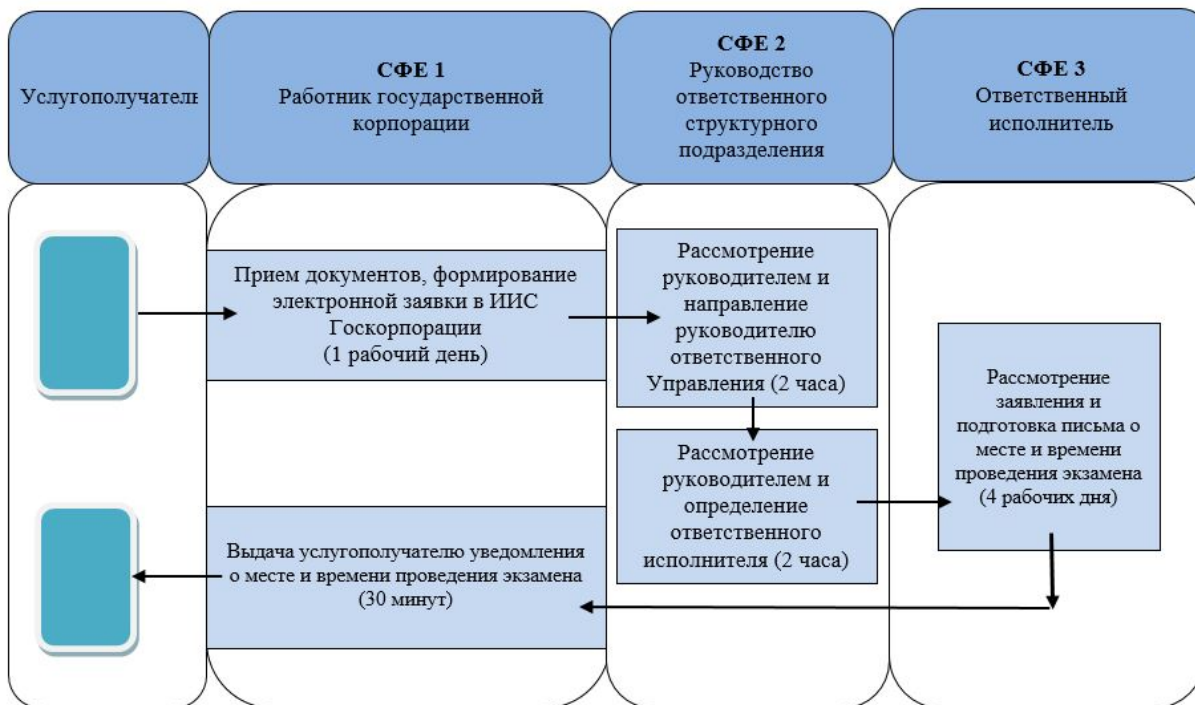 Услугополучатель
СФЕ 1
Работник государственной
корпорации
СФЕ 2
Руководство
ответственного
структурного
подразделения
СФЕ 3
Ответственный
исполнитель
Прием документов, формирование
электронной заявки в ИИС
Госкорпорации
(1 рабочий день)
Рассмотрение
руководителем и
направление
руководителю
ответственного
Управления (2 часа)
Рассмотрение
руководителем и
определение
ответственного
исполнителя (2 часа)
Рассмотрение
заявления и
подготовка письма о
месте и времени
проведения экзамена
(4 рабочих дня)
Выдача услугополучателю уведомления
о месте и времени проведения экзамена
(30 минут)